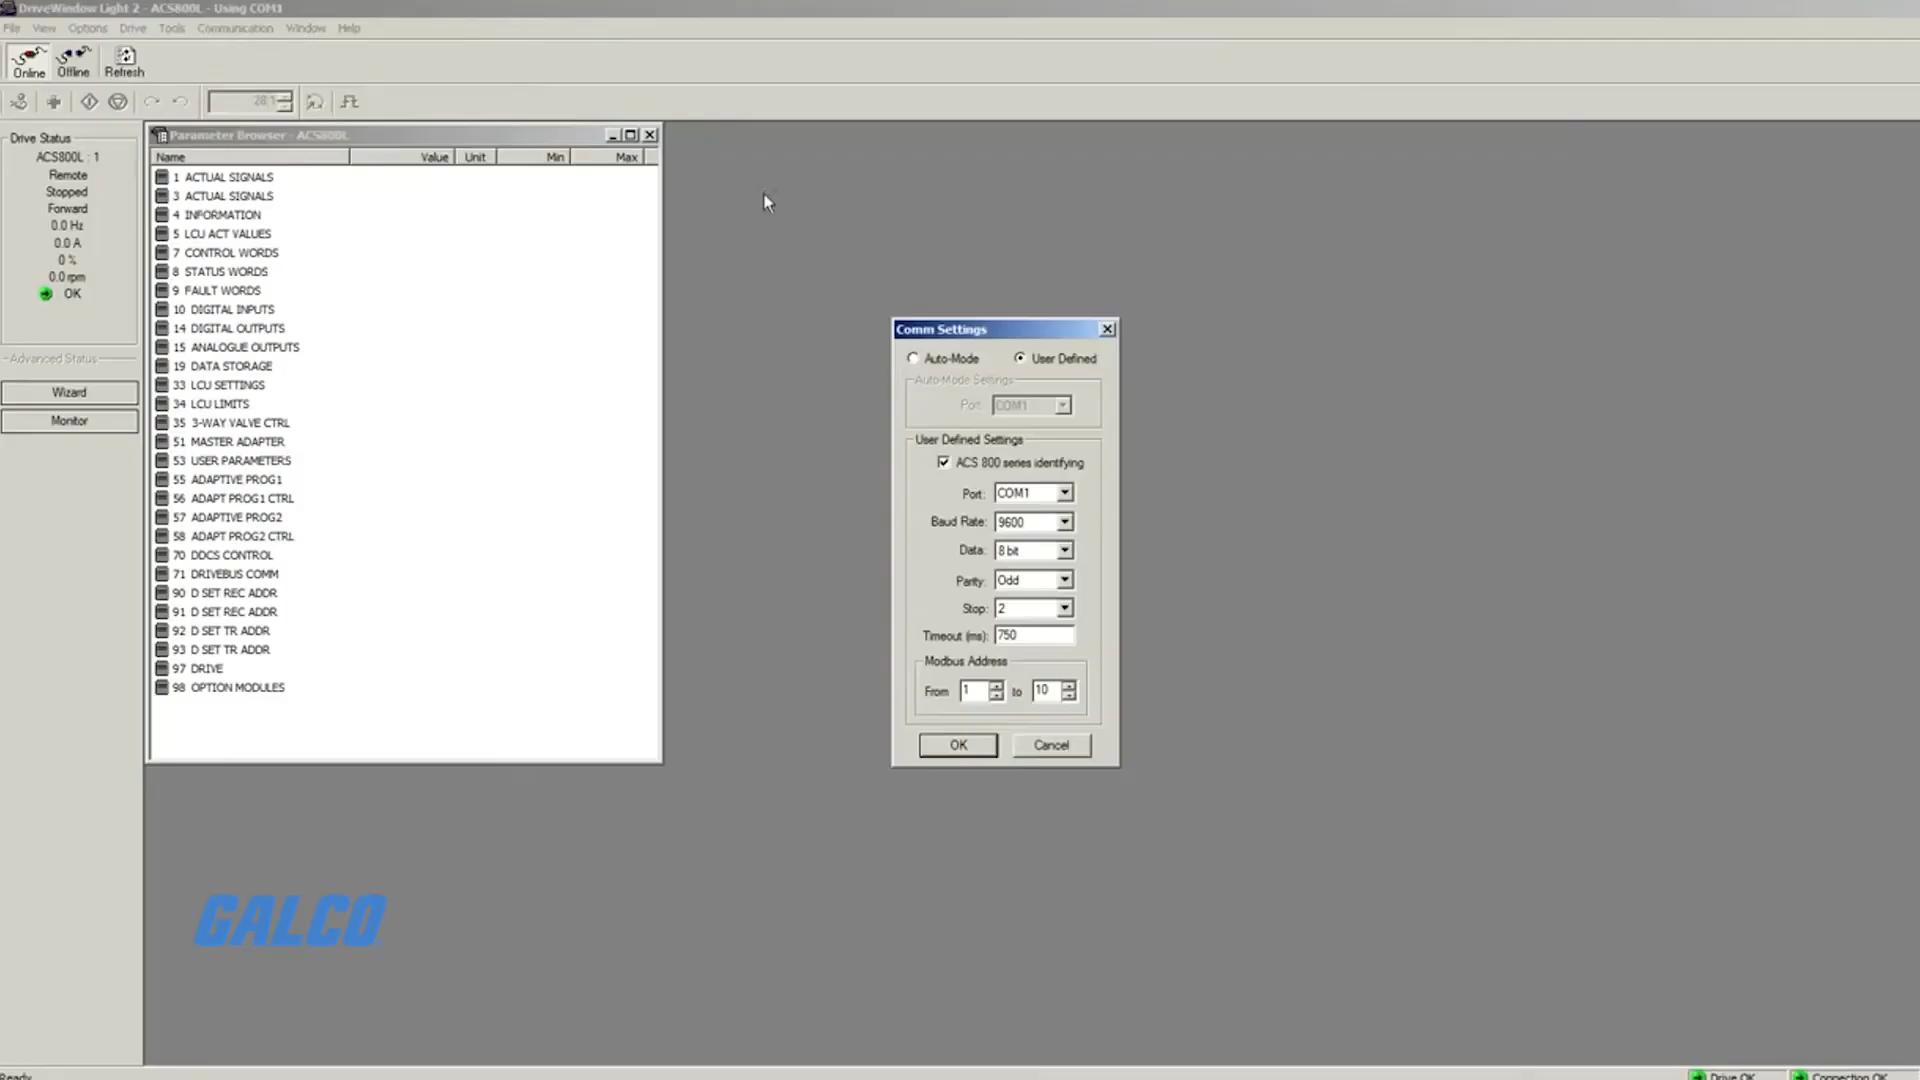 DriveWindow Light 2 - ACS800L - Using COM1
File View Options Drive Tools Communication Window Help
Online Offline Refresh
28.1
Drive Status
ACS800L : 1
Remote
Stopped
Forward
0.0 Hz
0.0 A
0 %
0.0 rpm
OK
Advanced Status
Wizard
Monitor
Parameter Browser - ACS800L
Name Value Unit Min Max
1 ACTUAL SIGNALS
3 ACTUAL SIGNALS
4 INFORMATION
5 LCU ACT VALUES
7 CONTROL WORDS
8 STATUS WORDS
9 FAULT WORDS
10 DIGITAL INPUTS
14 DIGITAL OUTPUTS
15 ANALOGUE OUTPUTS
19 DATA STORAGE
33 LCU SETTINGS
34 LCU LIMITS
35 3-WAY VALVE CTRL
51 MASTER ADAPTER
53 USER PARAMETERS
55 ADAPTIVE PROG1
56 ADAPT PROG1 CTRL
57 ADAPTIVE PROG2
58 ADAPT PROG2 CTRL
70 DDCS CONTROL
71 DRIVEBUS COMM
90 D SET REC ADDR
91 D SET REC ADDR
92 D SET TR ADDR
93 D SET TR ADDR
97 DRIVE
98 OPTION MODULES
Comm Settings
Auto-Mode User Defined
Auto-Mode Settings
Port: COM1
User Defined Settings
ACS 800 series identifying
Port: COM1
Baud Rate: 9600
Data: 8 bit
Parity: Odd
Stop: 2
Timeout (ms): 750
Modbus Address
From 1 to 10
OK Cancel
GALCO
Ready Drive OK Connection OK